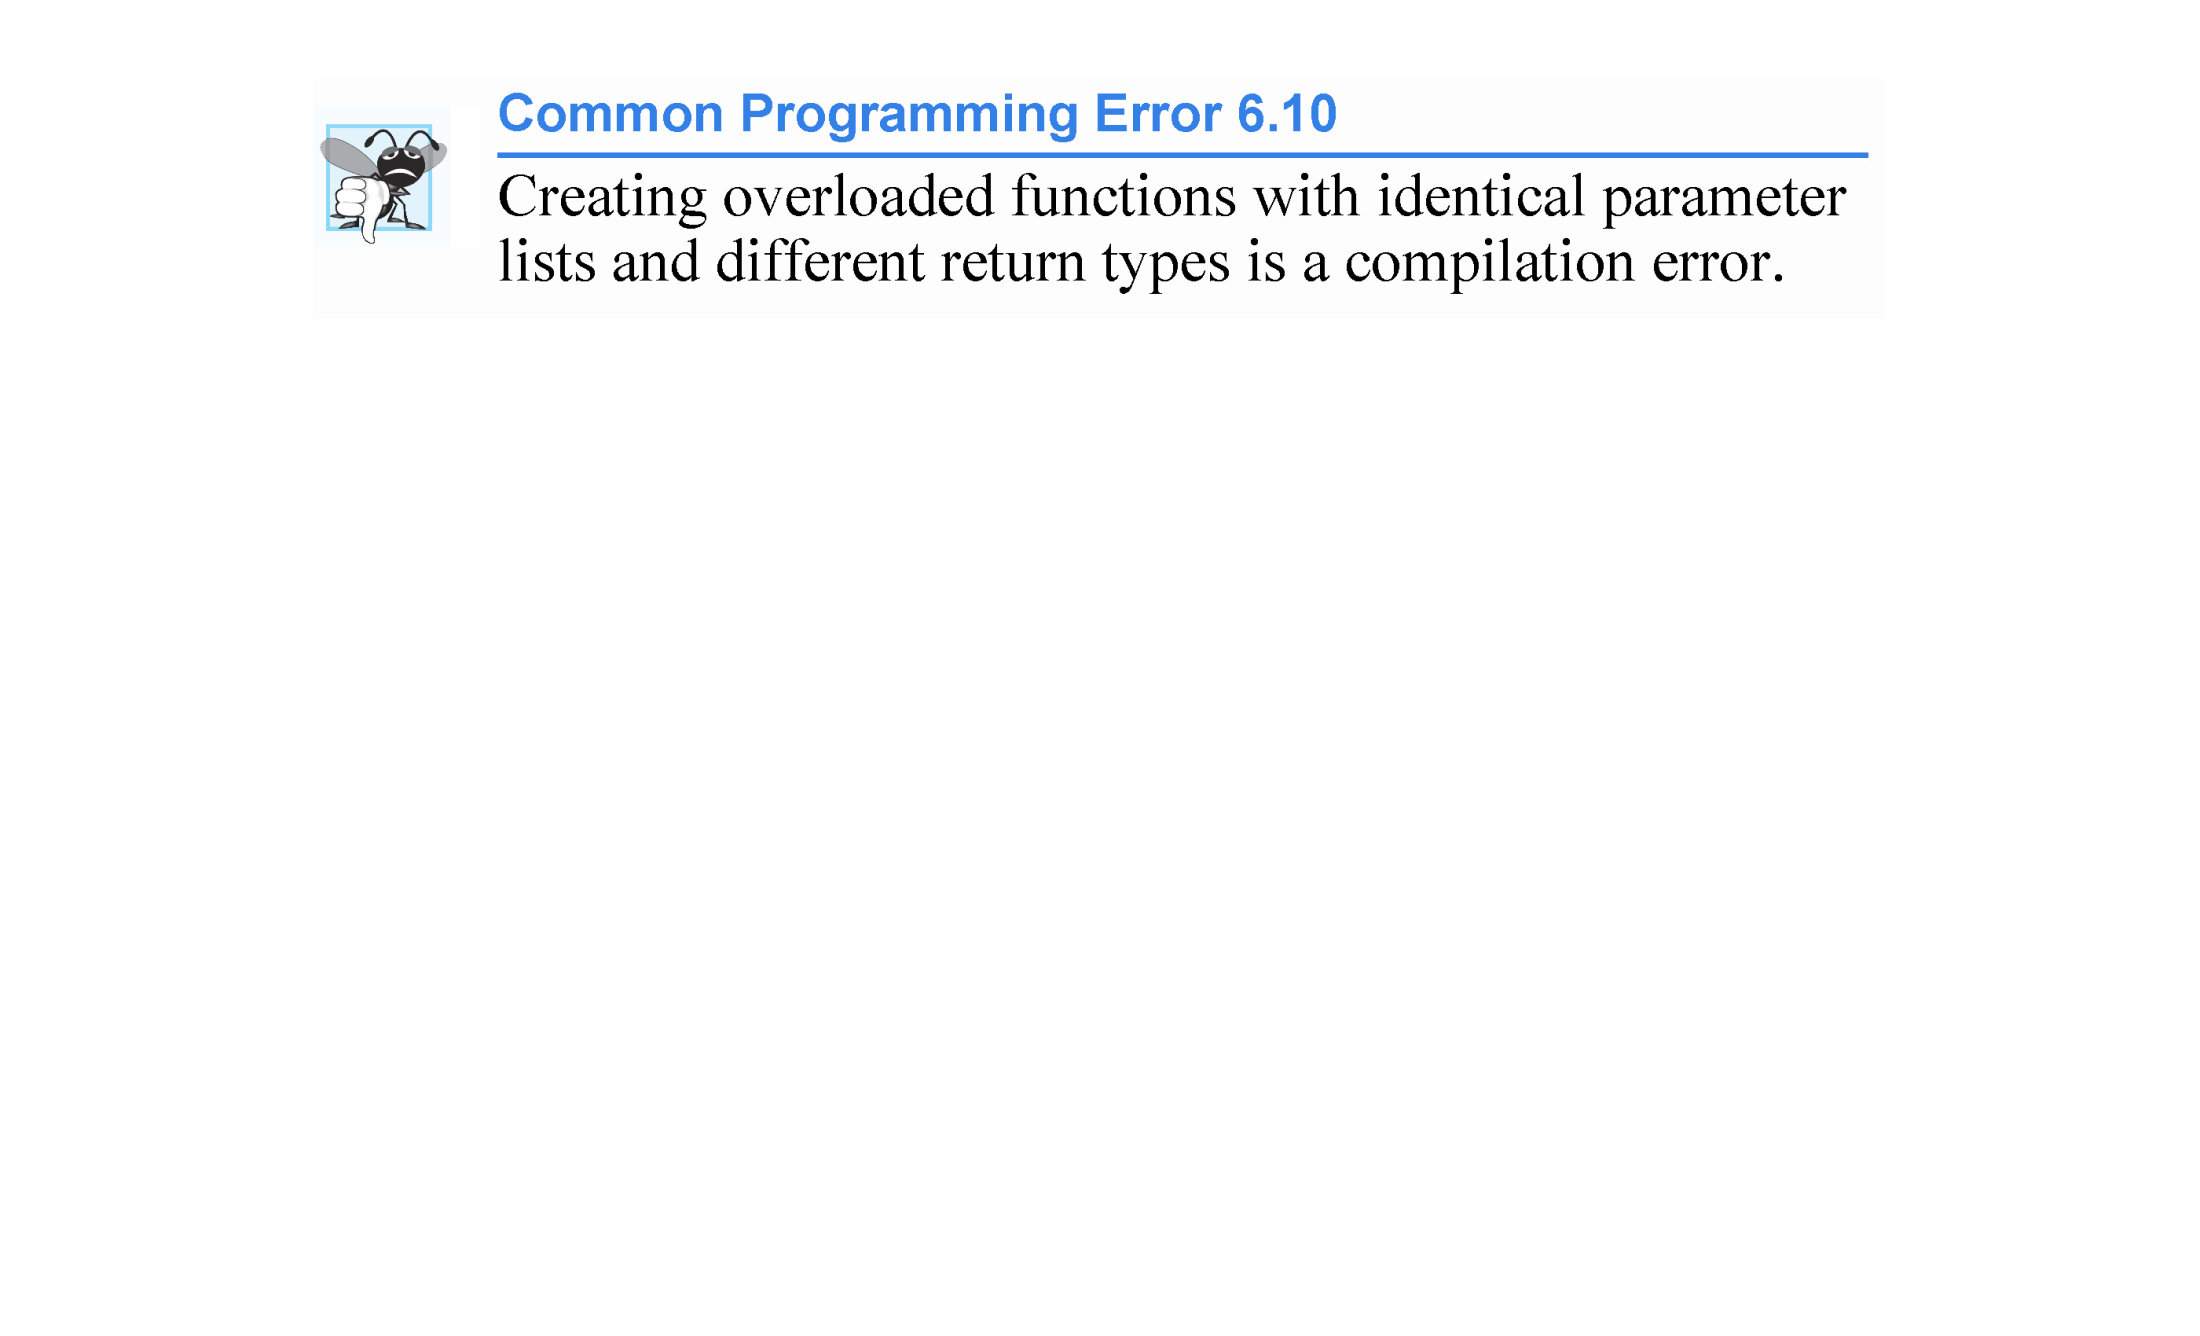 Common Programming Error 6.10
Creating overloaded functions with identical parameter
lists and different return types is a compilation error.